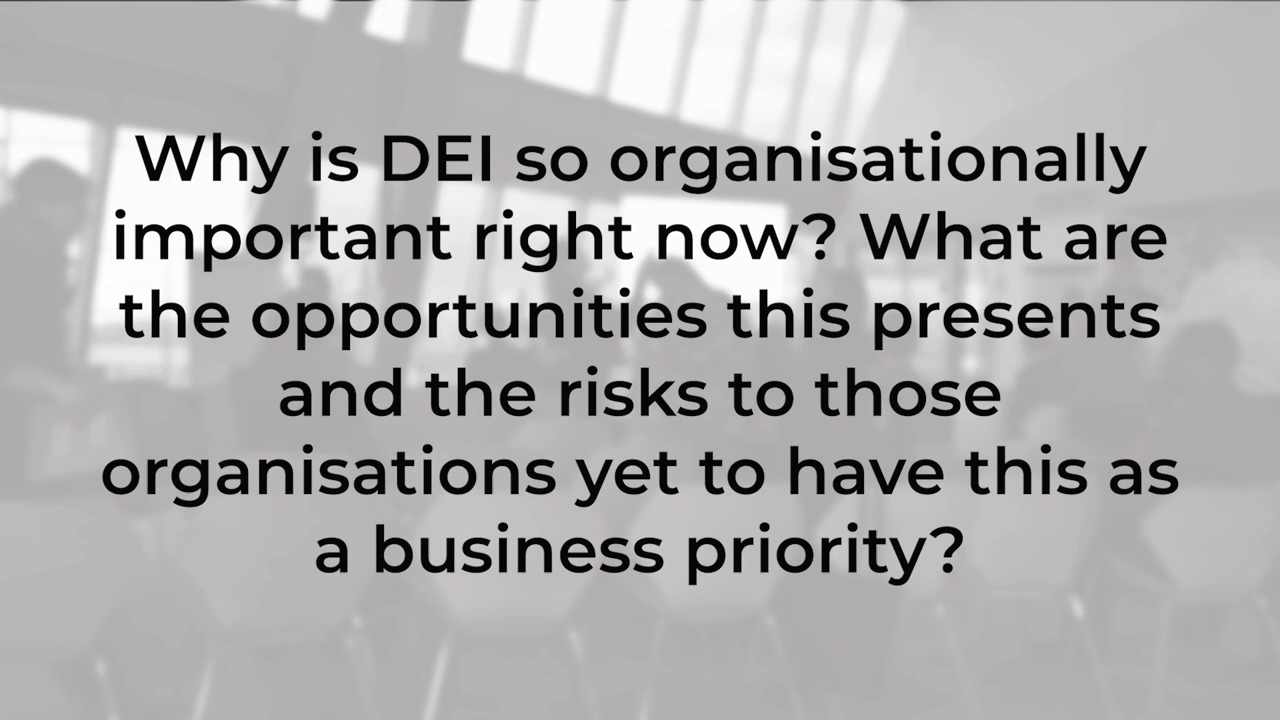 Why is DEI so organisationally
important right now? What are
the opportunities this presents
and the risks to those
organisations yet to have this as
a business priority?